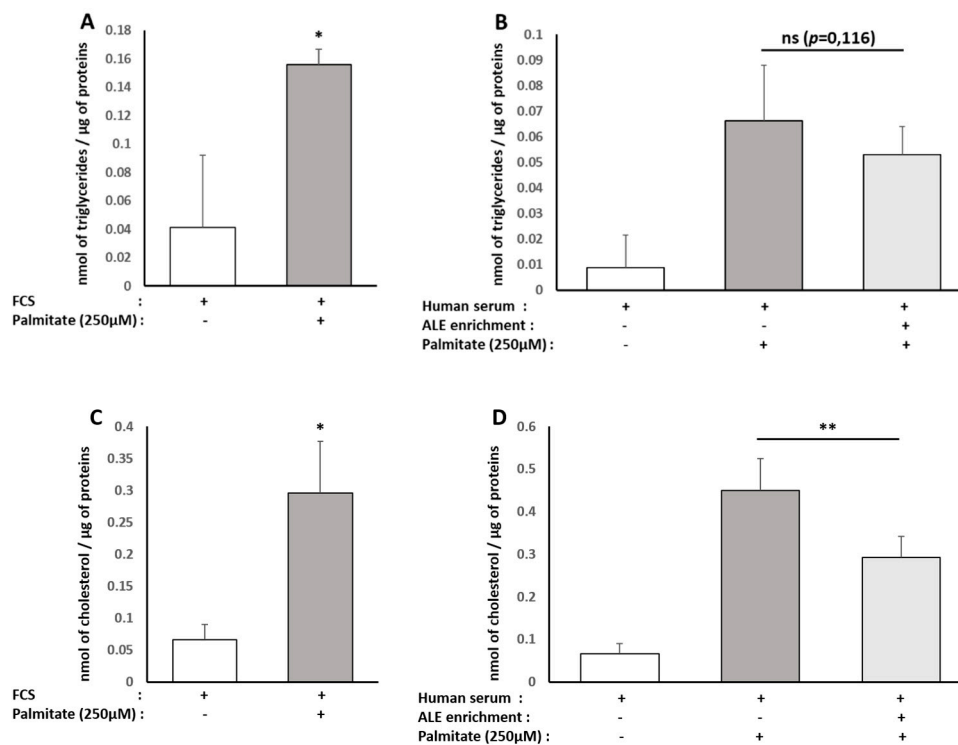 A
nmol of triglycerides / µg of proteins
0.18
0.16
0.14
0.12
0.1
0.08
0.06
0.04
0.02
0
*
FCS : + +
Palmitate (250µM) : - +
B
nmol of triglycerides / µg of proteins
0.1
0.09
0.08
0.07
0.06
0.05
0.04
0.03
0.02
0.01
0
ns (p=0,116)
Human serum : + + +
ALE enrichment : - - +
Palmitate (250µM) : - + +
C
nmol of cholesterol / µg of proteins
0.4
0.35
0.3
0.25
0.2
0.15
0.1
0.05
0
*
FCS : + +
Palmitate (250µM) : - +
D
nmol of cholesterol / µg of proteins
0.6
0.5
0.4
0.3
0.2
0.1
0
**
Human serum : + + +
ALE enrichment : - - +
Palmitate (250µM) : - + +